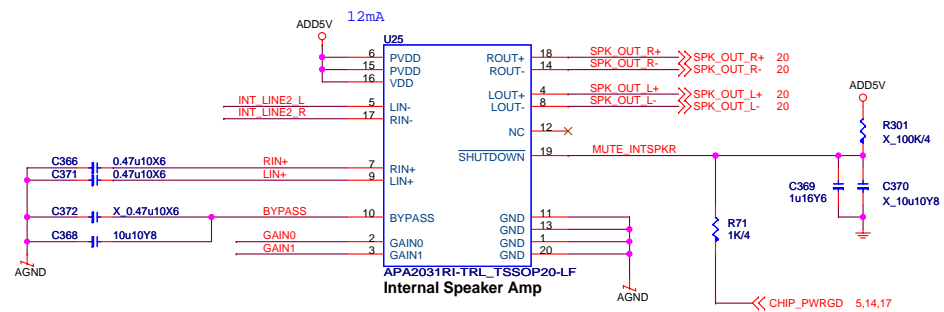 12mA
ADD5V
U25
6 PVDD ROUT+ 18 SPK_OUT_R+ SPK_OUT_R+ 20
15 PVDD ROUT- 14 SPK_OUT_R- SPK_OUT_R- 20
16 VDD
LOUT+ 4 SPK_OUT_L+ SPK_OUT_L+ 20
INT_LINE2_L 5 LIN- LOUT- 8 SPK_OUT_L- SPK_OUT_L- 20
INT_LINE2_R 17 RIN-
ADD5V
NC 12
R301
X_100K/4
SHUTDOWN 19 MUTE_INTSPKR
C366 0.47u10X6 RIN+ 7 RIN+
C371 0.47u10X6 LIN+ 9 LIN+
C369
1u16Y6
C370
X_10u10Y8
C372 X_0.47u10X6 BYPASS 10 BYPASS GND 11
GND 13
C368 10u10Y8 GAIN0 2 GAIN0 GND 1
GAIN1 3 GAIN1 GND 20
R71
1K/4
AGND
APA2031RI-TRL_TSSOP20-LF
Internal Speaker Amp
AGND
CHIP_PWRGD 5,14,17